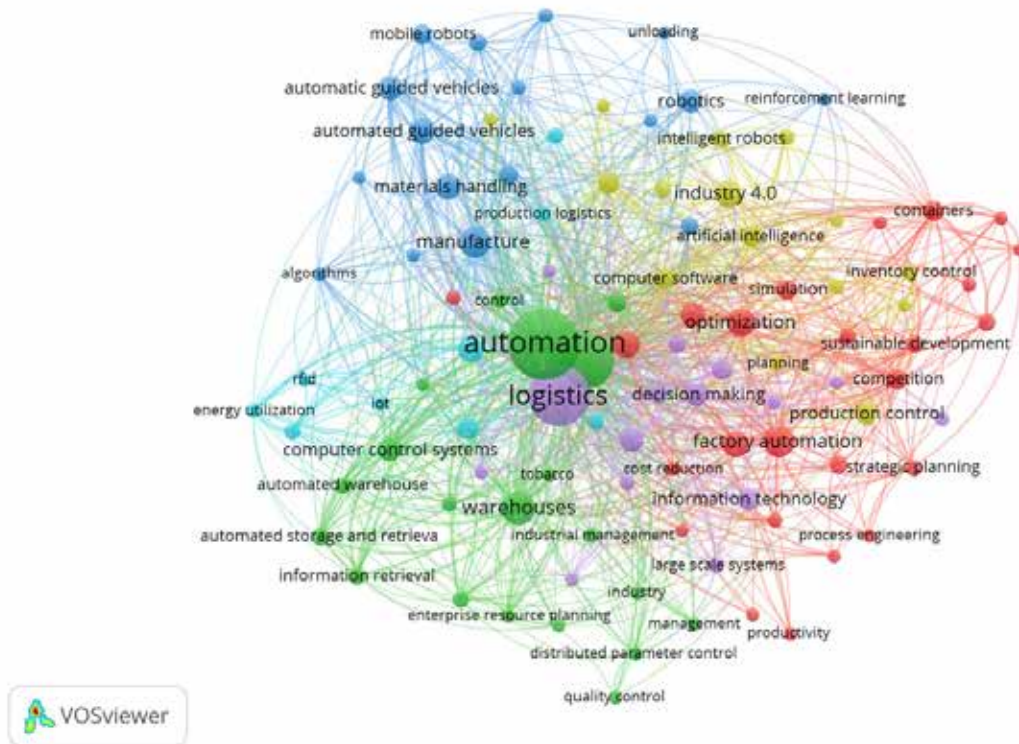 unloading
mobile robots
automatic guided vehicles
robotics
reinforcement learning
automated guided vehicles
intelligent robots
materials handling
industry 4.0
production logistics
containers
manufacture
artificial intelligence
algorithms
computer software
inventory control
simulation
control
optimization
automation
sustainable development
planning
rfid
competition
logistics
decision making
iot
energy utilization
production control
computer control systems
factory automation
tobacco
cost reduction
strategic planning
automated warehouse
information technology
warehouses
automated storage and retrieva
industrial management
process engineering
large scale systems
information retrieval
industry
enterprise resource planning
management
productivity
distributed parameter control
quality control
VOSviewer